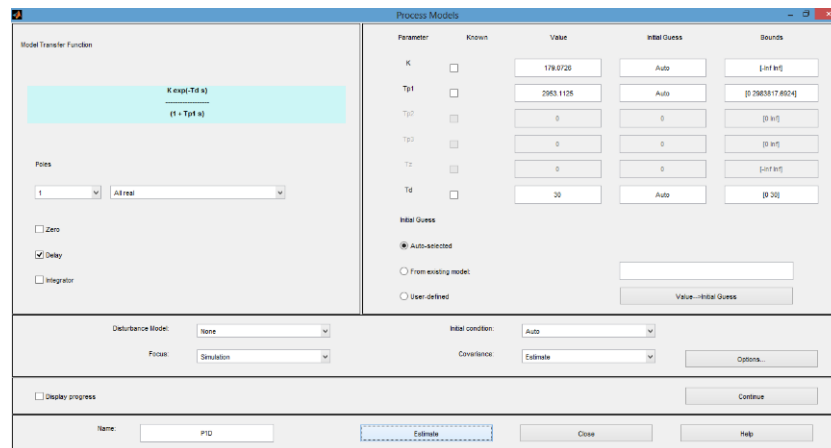 Process Models
Model Transfer Function
K exp(-Td s)
------------------
(1 + Tp1 s)
Poles
1 All real
Zero
Delay
Integrator
Parameter Known Value Initial Guess Bounds
K 179.0726 Auto [-Inf Inf]
Tp1 2953.1125 Auto [0 2983817.6924]
Tp2 0 0 [0 Inf]
Tp3 0 0 [0 Inf]
Tz 0 0 [-Inf Inf]
Td 30 Auto [0 30]
Initial Guess
Auto-selected
From existing model:
User-defined Value-->Initial Guess
Disturbance Model: None Initial condition: Auto
Focus: Simulation Covariance: Estimate Options...
Display progress Continue
Name: P1D Estimate Close Help